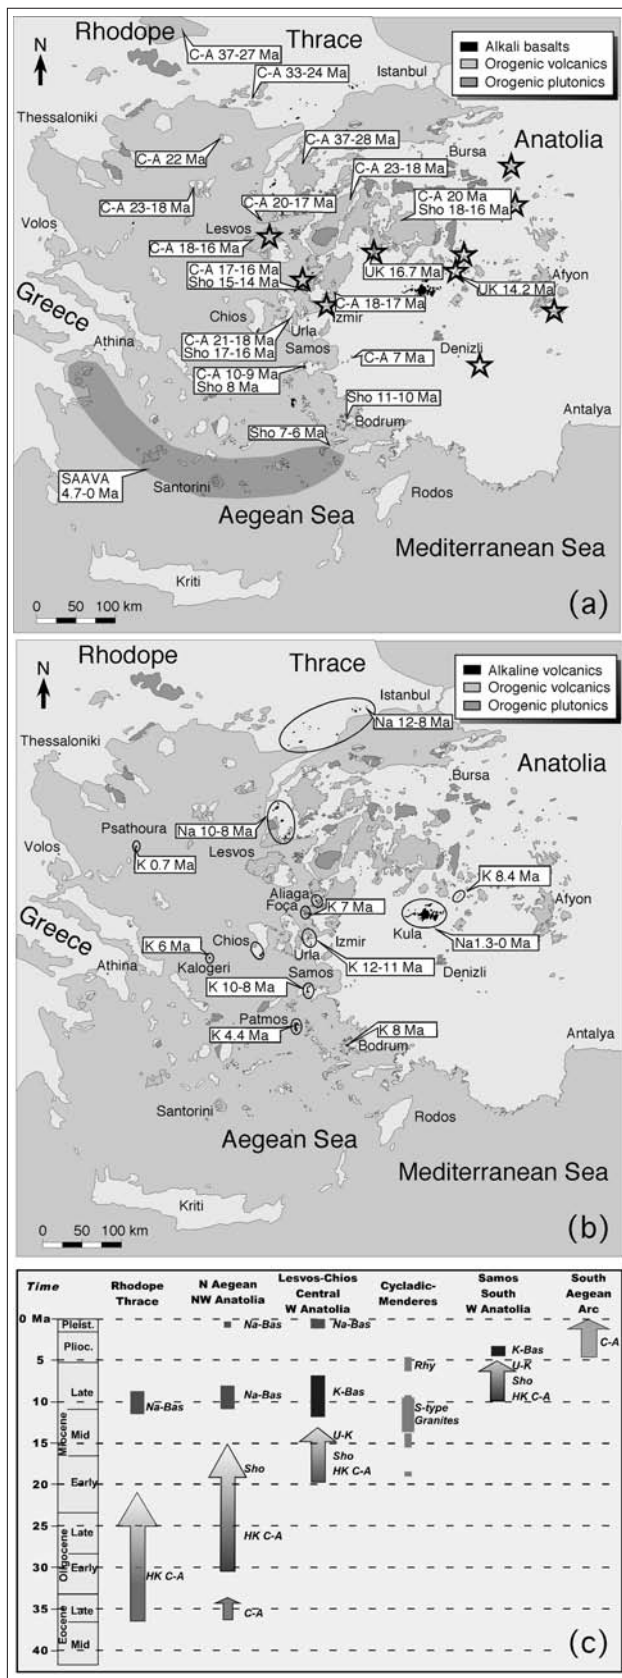 Rhodope
Thrace
N
Alkali basalts
Orogenic volcanics
Orogenic plutonics
C-A 37-27 Ma
C-A 33-24 Ma
Istanbul
Thessaloniki
C-A 37-28 Ma
Anatolia
C-A 22 Ma
Bursa
C-A 23-18 Ma
C-A 23-18 Ma
C-A 20-17 Ma
C-A 20 Ma
Sho 18-16 Ma
Volos
Lesvos
C-A 18-16 Ma
C-A 17-16 Ma
Sho 15-14 Ma
UK 16.7 Ma
UK 14.2 Ma
Afyon
Greece
Chios
C-A 18-17 Ma
Izmir
Urla
C-A 21-18 Ma
Sho 17-16 Ma
Athina
Samos
C-A 7 Ma
Denizli
C-A 10-9 Ma
Sho 8 Ma
Sho 11-10 Ma
Bodrum
Antalya
Sho 7-6 Ma
SAAVA
4.7-0 Ma
Santorini
Rodos
Aegean Sea
Mediterranean Sea
Kriti
0 50 100 km
(a)
Rhodope
Thrace
N
Alkaline volcanics
Orogenic volcanics
Orogenic plutonics
Istanbul
Na 12-8 Ma
Thessaloniki
Anatolia
Bursa
Psathoura
Na 10-8 Ma
Volos
K 0.7 Ma
Lesvos
K 8.4 Ma
Aliaga
Foça
K 7 Ma
Afyon
Greece
Kula
K 6 Ma
Chios
Izmir
Na1.3-0 Ma
Urla
Athina
Kalogeri
K 12-11 Ma
Denizli
Samos
K 10-8 Ma
Patmos
K 4.4 Ma
K 8 Ma
Bodrum
Antalya
Santorini
Rodos
Aegean Sea
Mediterranean Sea
Kriti
0 50 100 km
(b)
Time
Rhodope
Thrace
N Aegean
NW Anatolia
Lesvos-Chios
Central
W Anatolia
Cycladic-
Menderes
Samos
South
W Anatolia
South
Aegean
Arc
0 Ma
Pleist.
Na-Bas
Na-Bas
C-A
Plioc.
K-Bas
5
Rhy
U-K
Sho
Late
Na-Bas
K-Bas
HK C-A
10
Na-Bas
S-type
Granites
Miocene
Mid
U-K
15
Sho
Sho
HK C-A
Early
20
25
Late
HK C-A
Oligocene
30
Early
HK C-A
35
Late
C-A
Eocene
Mid
40
(c)